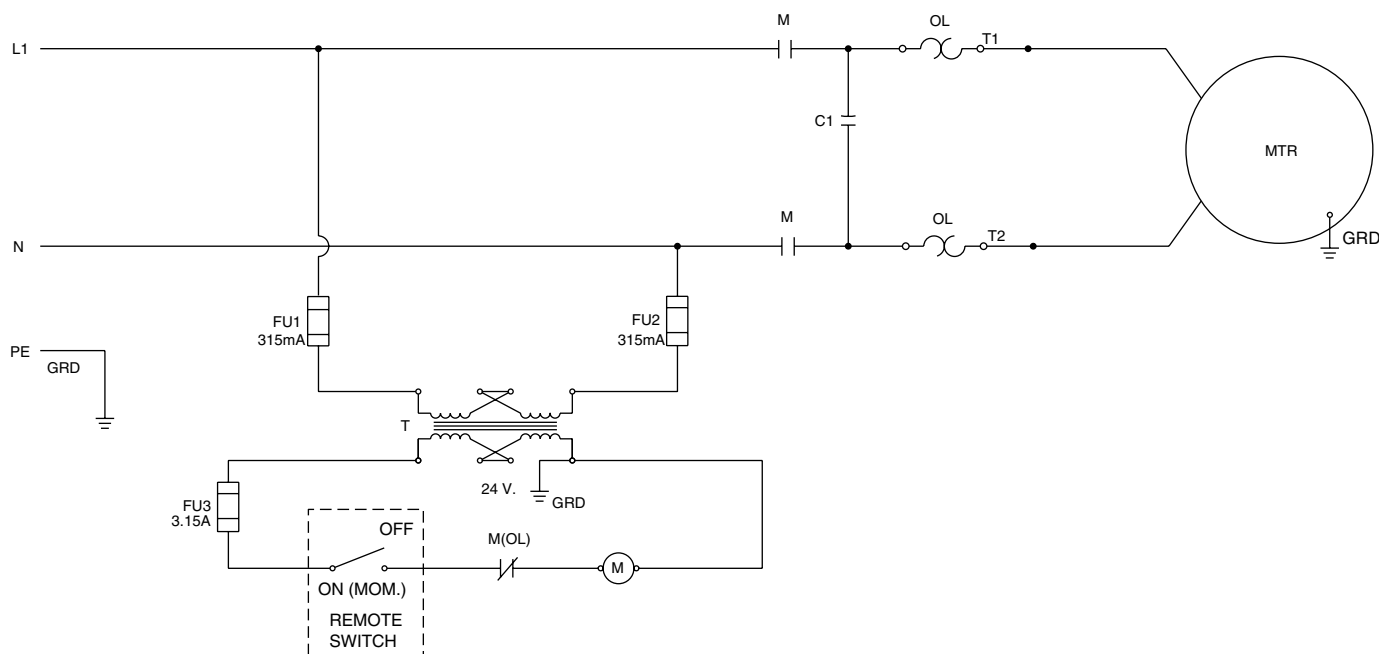 M
OL
L1
T1
C1
MTR
M
OL
N
T2
GRD
FU1
315mA
FU2
315mA
PE
GRD
T
24 V.
GRD
FU3
3.15A
OFF
M(OL)
M
ON (MOM.)
REMOTE
SWITCH